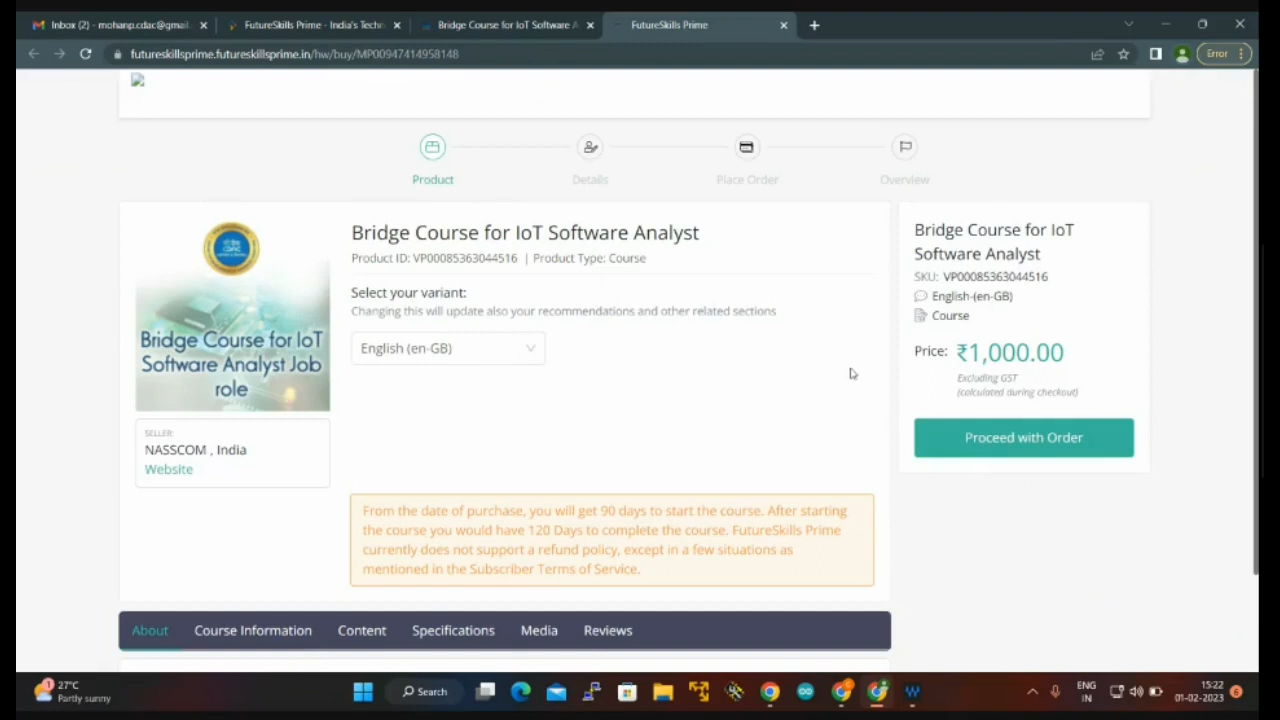 Inbox (2) - mohanp.cdac@gmail.
FutureSkills Prime - India's Techn
Bridge Course for IoT Software A
FutureSkills Prime
futureskillsprime.futureskillsprime.in/hw/buy/MP00947414958148
Error
Product
Details
Place Order
Overview
Bridge Course for IoT
Software Analyst Job
role
SELLER:
NASSCOM , India
Website
Bridge Course for IoT Software Analyst
Product ID: VP00085363044516 | Product Type: Course
Select your variant:
Changing this will update also your recommendations and other related sections
English (en-GB)
From the date of purchase, you will get 90 days to start the course. After starting
the course you would have 120 Days to complete the course. FutureSkills Prime
currently does not support a refund policy, except in a few situations as
mentioned in the Subscriber Terms of Service.
Bridge Course for IoT
Software Analyst
SKU: VP00085363044516
English-(en-GB)
Course
Price: ₹1,000.00
Excluding GST
(calculated during checkout)
Proceed with Order
About
Course Information
Content
Specifications
Media
Reviews
1
27°C
Partly sunny
Search
ENG
IN
15:22
01-02-2023
6